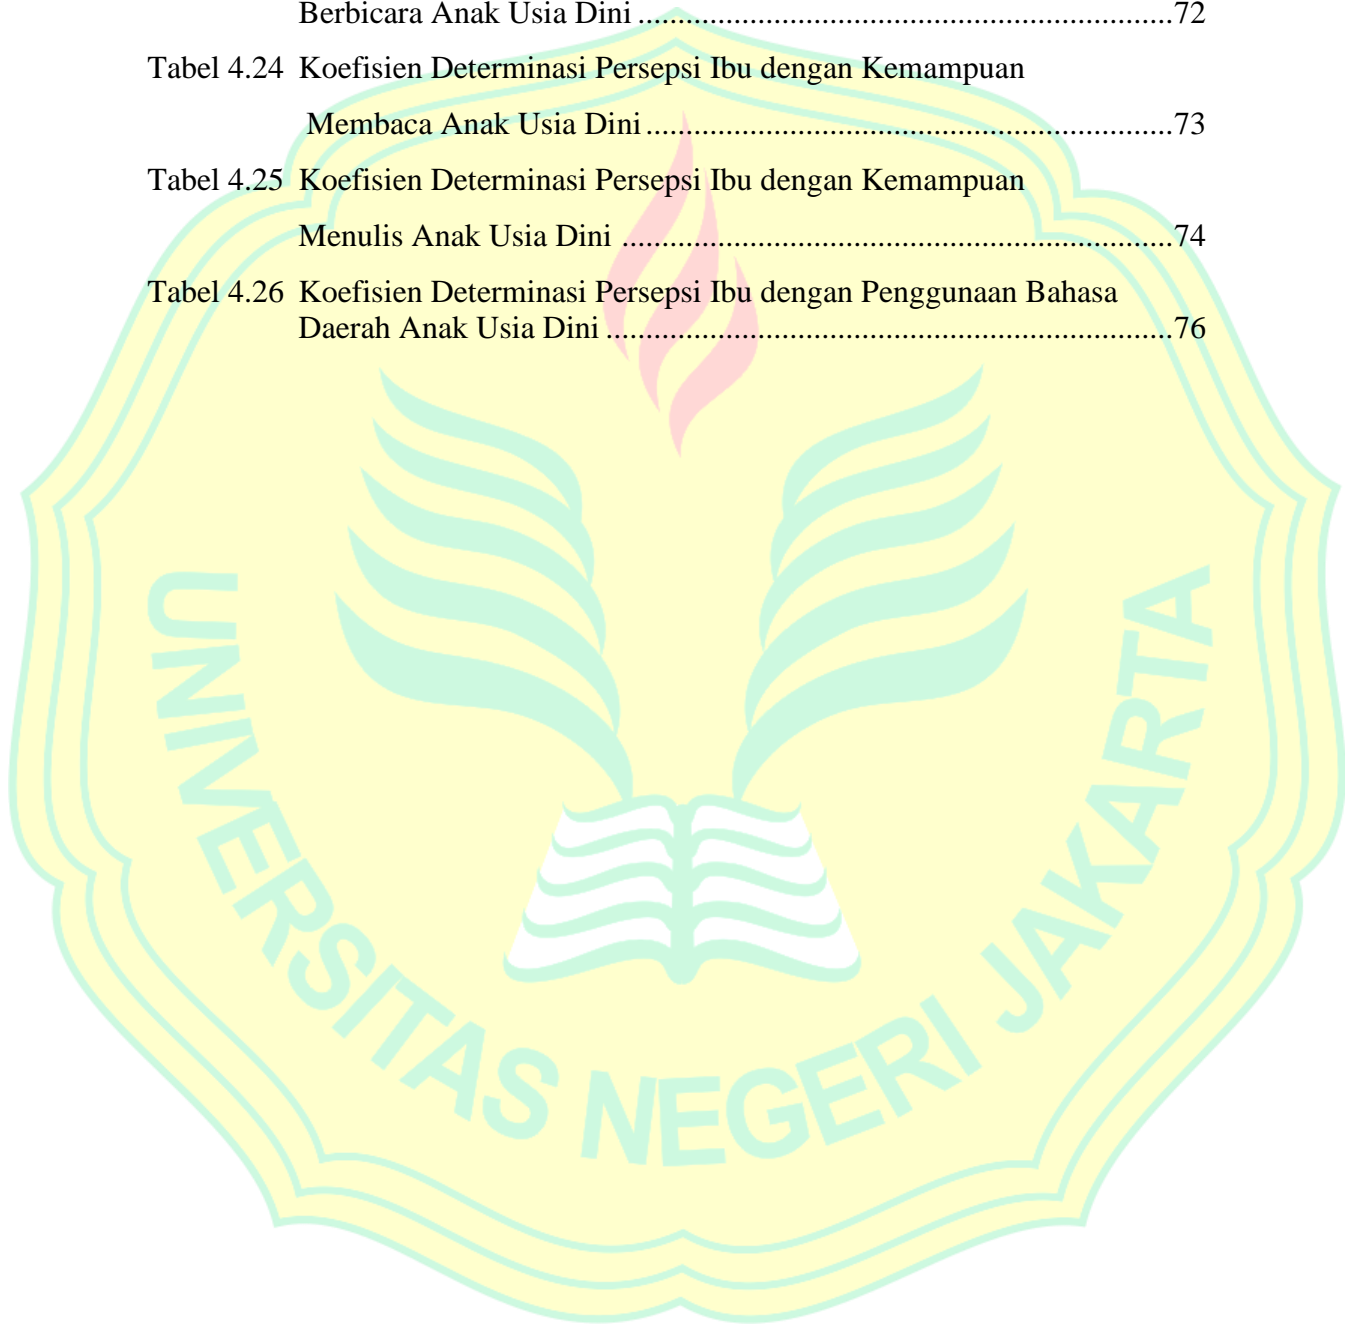 Berbicara Anak Usia Dini ....................................................................72
Tabel 4.24 Koefisien Determinasi Persepsi Ibu dengan Kemampuan
Membaca Anak Usia Dini ...................................................................73
Tabel 4.25 Koefisien Determinasi Persepsi Ibu dengan Kemampuan
Menulis Anak Usia Dini ......................................................................74
Tabel 4.26 Koefisien Determinasi Persepsi Ibu dengan Penggunaan Bahasa
Daerah Anak Usia Dini ........................................................................76
UNIVERSITAS NEGERI JAKARTA